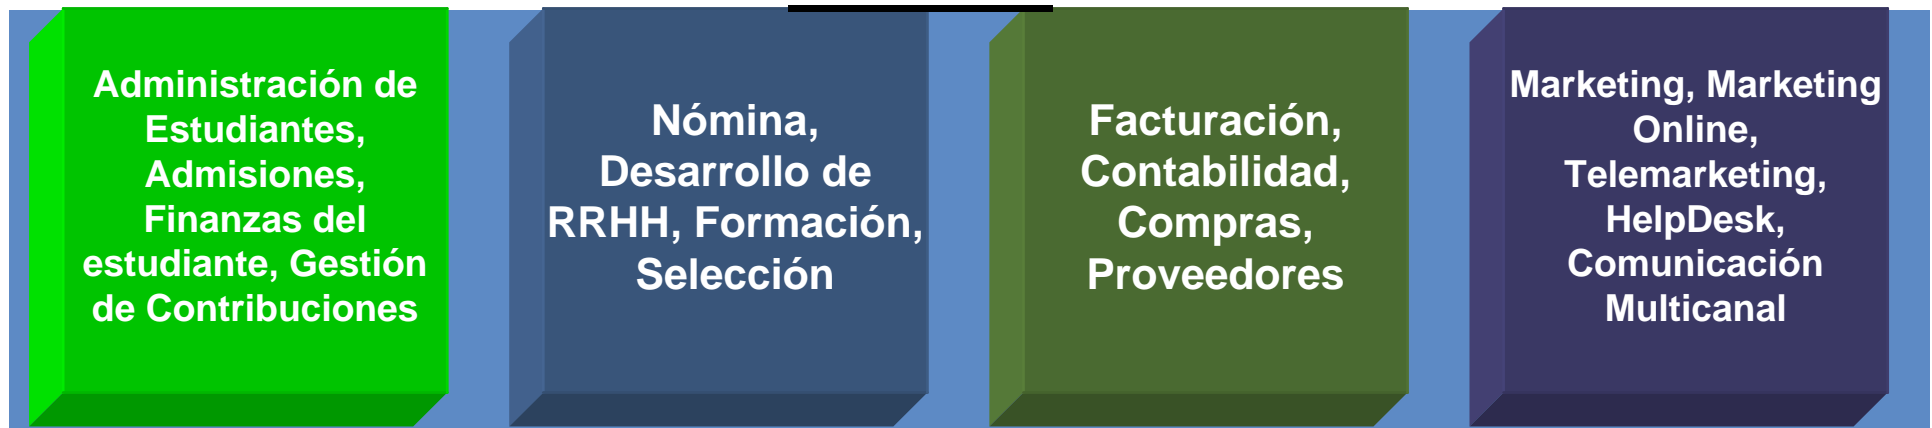 Administración de
Estudiantes,
Admisiones,
Finanzas del
estudiante, Gestión
de Contribuciones
Nómina,
Desarrollo de
RRHH, Formación,
Selección
Facturación,
Contabilidad,
Compras,
Proveedores
Marketing, Marketing
Online,
Telemarketing,
HelpDesk,
Comunicación
Multicanal